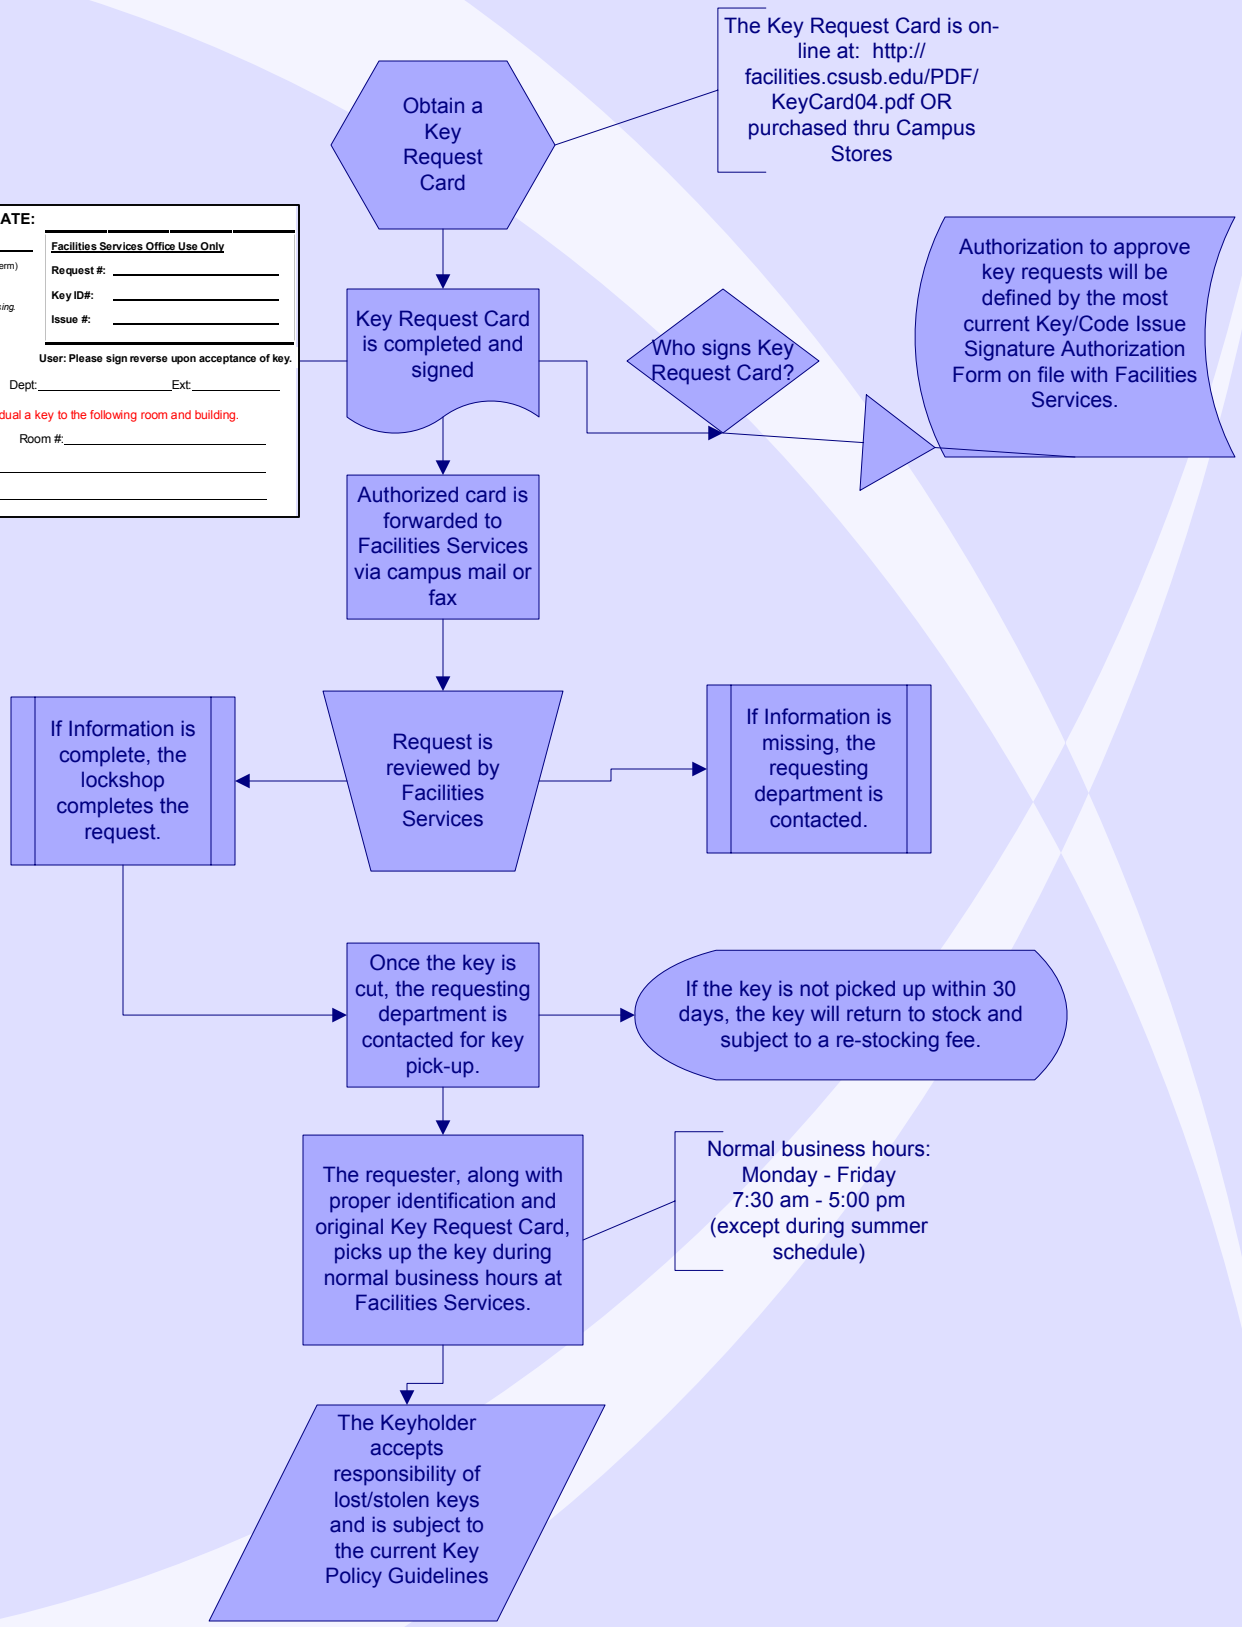 The Key Request Card is on-
line at:  http://
facilities.csusb.edu/PDF/
KeyCard04.pdf OR
purchased thru Campus
Stores
Obtain a
Key
Request
Card
ATE:
Facilities Services Office Use Only
erm)
Request #:
Key ID#:
sing.
Issue #:
User: Please sign reverse upon acceptance of key.
Dept: Ext:
dual a key to the following room and building.
Room #:
Key Request Card
is completed and
signed
Who signs Key
Request Card?
Authorization to approve
key requests will be
defined by the most
current Key/Code Issue
Signature Authorization
Form on file with Facilities
Services.
Authorized card is
forwarded to
Facilities Services
via campus mail or
fax
If Information is
complete, the
lockshop
completes the
request.
Request is
reviewed by
Facilities
Services
If Information is
missing, the
requesting
department is
contacted.
Once the key is
cut, the requesting
department is
contacted for key
pick-up.
If the key is not picked up within 30
days, the key will return to stock and
subject to a re-stocking fee.
The requester, along with
proper identification and
original Key Request Card,
picks up the key during
normal business hours at
Facilities Services.
Normal business hours:
Monday - Friday
7:30 am - 5:00 pm
(except during summer
schedule)
The Keyholder
accepts
responsibility of
lost/stolen keys
and is subject to
the current Key
Policy Guidelines